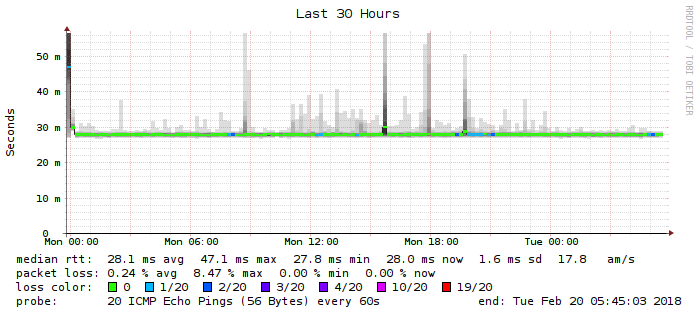 Last 30 Hours
RRDTOOL / TOBI OETIKER
Seconds
50 m
40 m
30 m
20 m
10 m
0
Mon 00:00 Mon 06:00 Mon 12:00 Mon 18:00 Tue 00:00
median rtt: 28.1 ms avg 47.1 ms max 27.8 ms min 28.0 ms now 1.6 ms sd 17.8 am/s
packet loss: 0.24 % avg 8.47 % max 0.00 % min 0.00 % now
loss color: 0 1/20 2/20 3/20 4/20 10/20 19/20
probe: 20 ICMP Echo Pings (56 Bytes) every 60s end: Tue Feb 20 05:45:03 2018